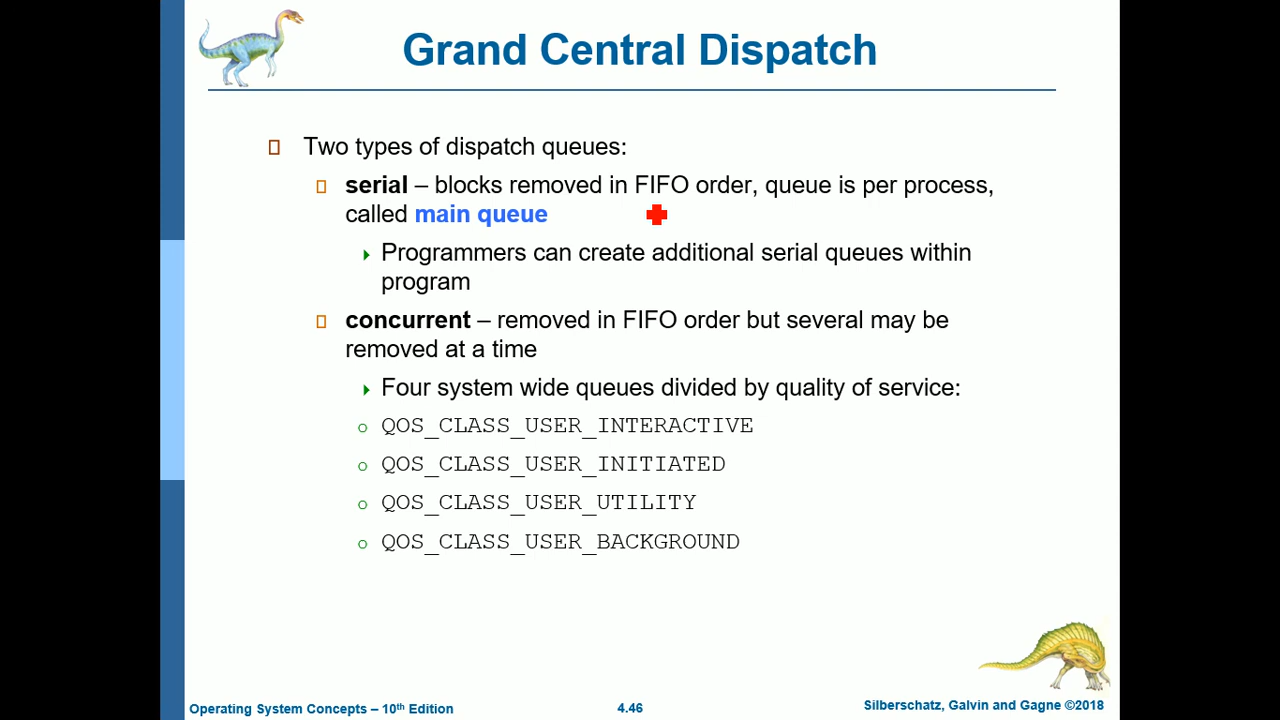 Grand Central Dispatch
Two types of dispatch queues:
serial – blocks removed in FIFO order, queue is per process,
called main queue
Programmers can create additional serial queues within
program
concurrent – removed in FIFO order but several may be
removed at a time
Four system wide queues divided by quality of service:
QOS_CLASS_USER_INTERACTIVE
QOS_CLASS_USER_INITIATED
QOS_CLASS_USER_UTILITY
QOS_CLASS_USER_BACKGROUND
Operating System Concepts – 10th Edition
4.46
Silberschatz, Galvin and Gagne ©2018